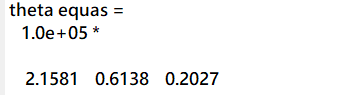 theta equas =
1.0e+05 *
2.1581 0.6138 0.2027